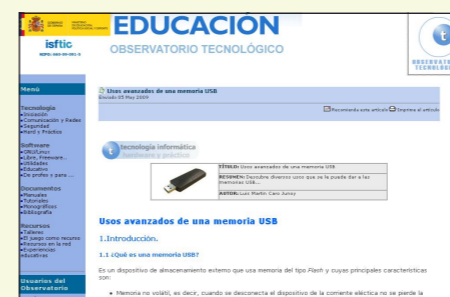 EDUCACIÓN
OBSERVATORIO TECNOLÓGICO
isftic
OBSERVATORIO
TECNOLÓGICO
Menú
Usos avanzados de una memoria USB
Enviado 05 May 2009
Recomienda este artículo Imprime el artículo
Tecnología
Iniciación
Comunicación y Redes
Seguridad
Hard y Práctico
Software
GNU/Linux
Libre, Freeware..
Utilidades
Educativo
De profes y para ...
Documentos
Manuales
Tutoriales
Monográficos
Bibliografía
Recursos
Talleres
El juego como recurso
Recursos en la red
Experiencias
educativas
Usuarios del
Observatorio
tecnología informática
hardware y práctico
TÍTULO: Usos avanzados de una memoria USB
RESUMEN: Descubre diversos usos que se le puede dar a las
memorias USB...
AUTOR: Luis Martín Caro Junoy
Usos avanzados de una memoria USB
1.Introducción.
1.1 ¿Qué es una memoria USB?
Es un dispositivo de almacenamiento externo que usa memoria del tipo Flash y cuyas principales características
son:
Memoria no volátil, es decir, cuando se desconecta el dispositivo de la corriente eléctrica no se pierde la